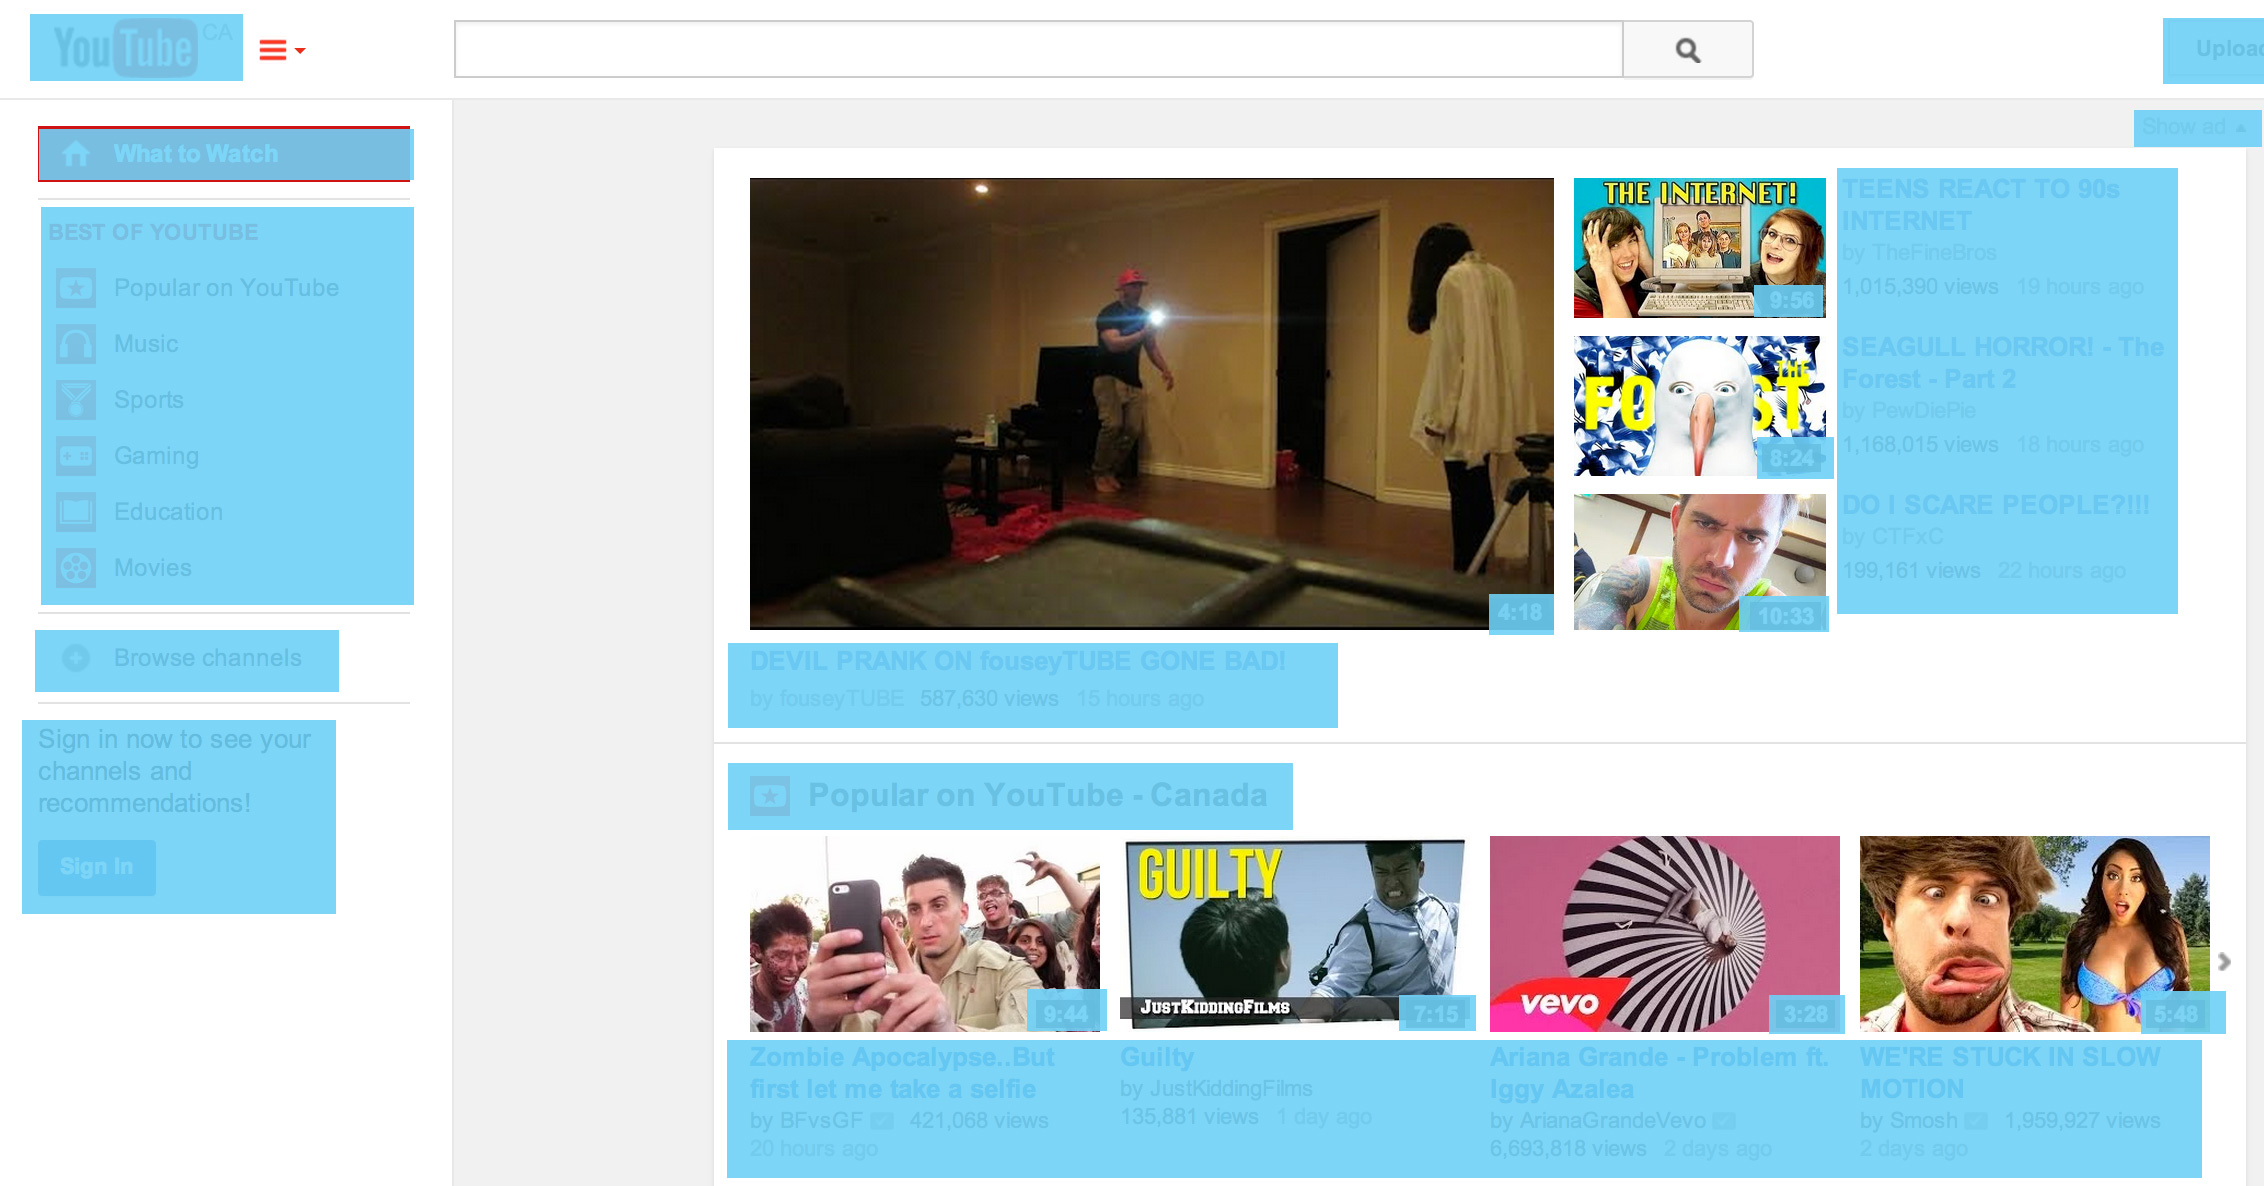 YouTube CA
Upload
Show ad
What to Watch
BEST OF YOUTUBE
Popular on YouTube
Music
Sports
Gaming
Education
Movies
Browse channels
Sign in now to see your
channels and
recommendations!
Sign In
4:18
DEVIL PRANK ON fouseyTUBE GONE BAD!
by fouseyTUBE 587,630 views 15 hours ago
THE INTERNET!
9:56
TEENS REACT TO 90s
INTERNET
by TheFineBros
1,015,390 views 19 hours ago
THE
FO ST
8:24
SEAGULL HORROR! - The
Forest - Part 2
by PewDiePie
1,168,015 views 18 hours ago
10:33
DO I SCARE PEOPLE?!!!
by CTFxC
199,161 views 22 hours ago
Popular on YouTube - Canada
9:44
Zombie Apocalypse..But
first let me take a selfie
by BFvsGF 421,068 views
20 hours ago
GUILTY
JUSTKIDDINGFILMS
7:15
Guilty
by JustKiddingFilms
135,881 views 1 day ago
vevo
3:28
Ariana Grande - Problem ft.
Iggy Azalea
by ArianaGrandeVevo
6,693,818 views 2 days ago
5:48
WE'RE STUCK IN SLOW
MOTION
by Smosh 1,959,927 views
2 days ago